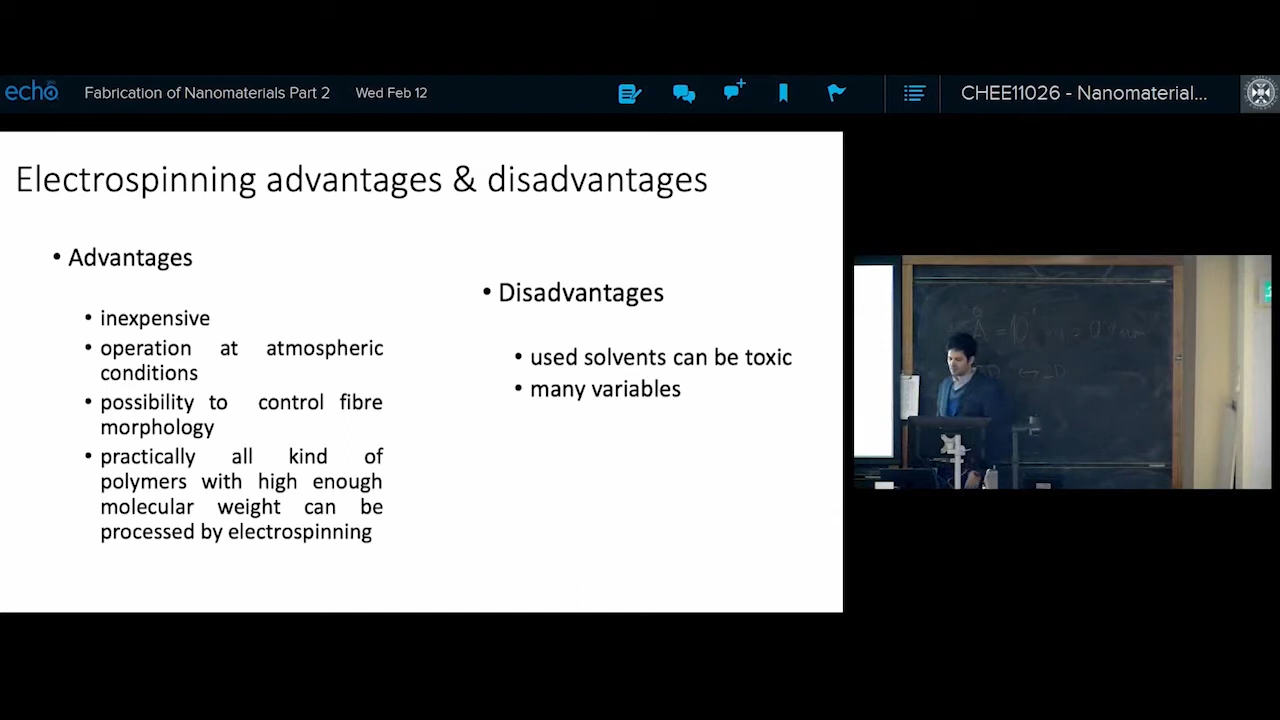 echo 360
Fabrication of Nanomaterials Part 2
Wed Feb 12
CHEE11026 - Nanomaterial...
Electrospinning advantages & disadvantages
• Advantages
• inexpensive
• operation at atmospheric
conditions
• possibility to control fibre
morphology
• practically all kind of
polymers with high enough
molecular weight can be
processed by electrospinning
• Disadvantages
• used solvents can be toxic
• many variables